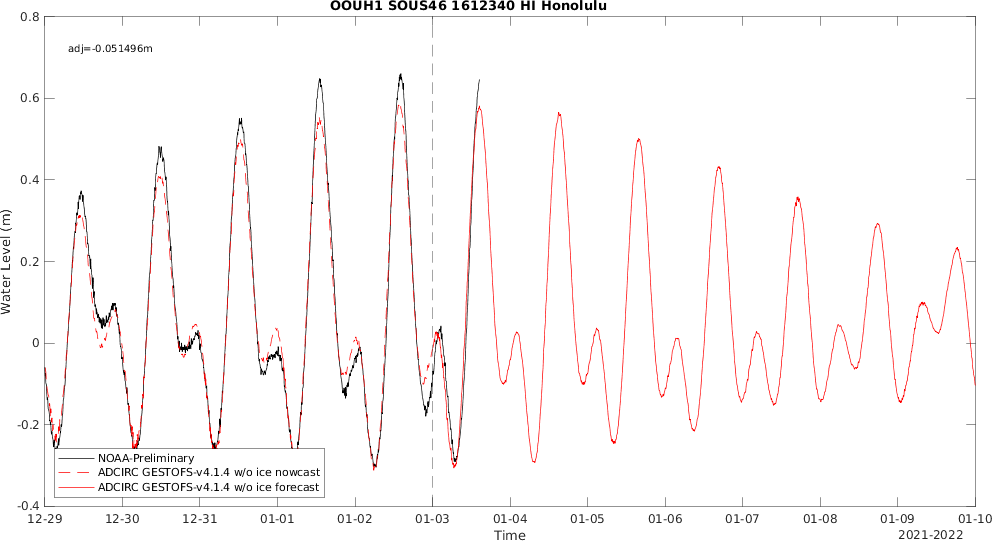 OOUH1 SOUS46 1612340 HI Honolulu
adj=-0.051496m
0.8
0.6
0.4
0.2
0
-0.2
-0.4
Water Level (m)
NOAA-Preliminary
ADCIRC GESTOFS-v4.1.4 w/o ice nowcast
ADCIRC GESTOFS-v4.1.4 w/o ice forecast
12-29 12-30 12-31 01-01 01-02 01-03 01-04 01-05 01-06 01-07 01-08 01-09 01-10
Time
2021-2022